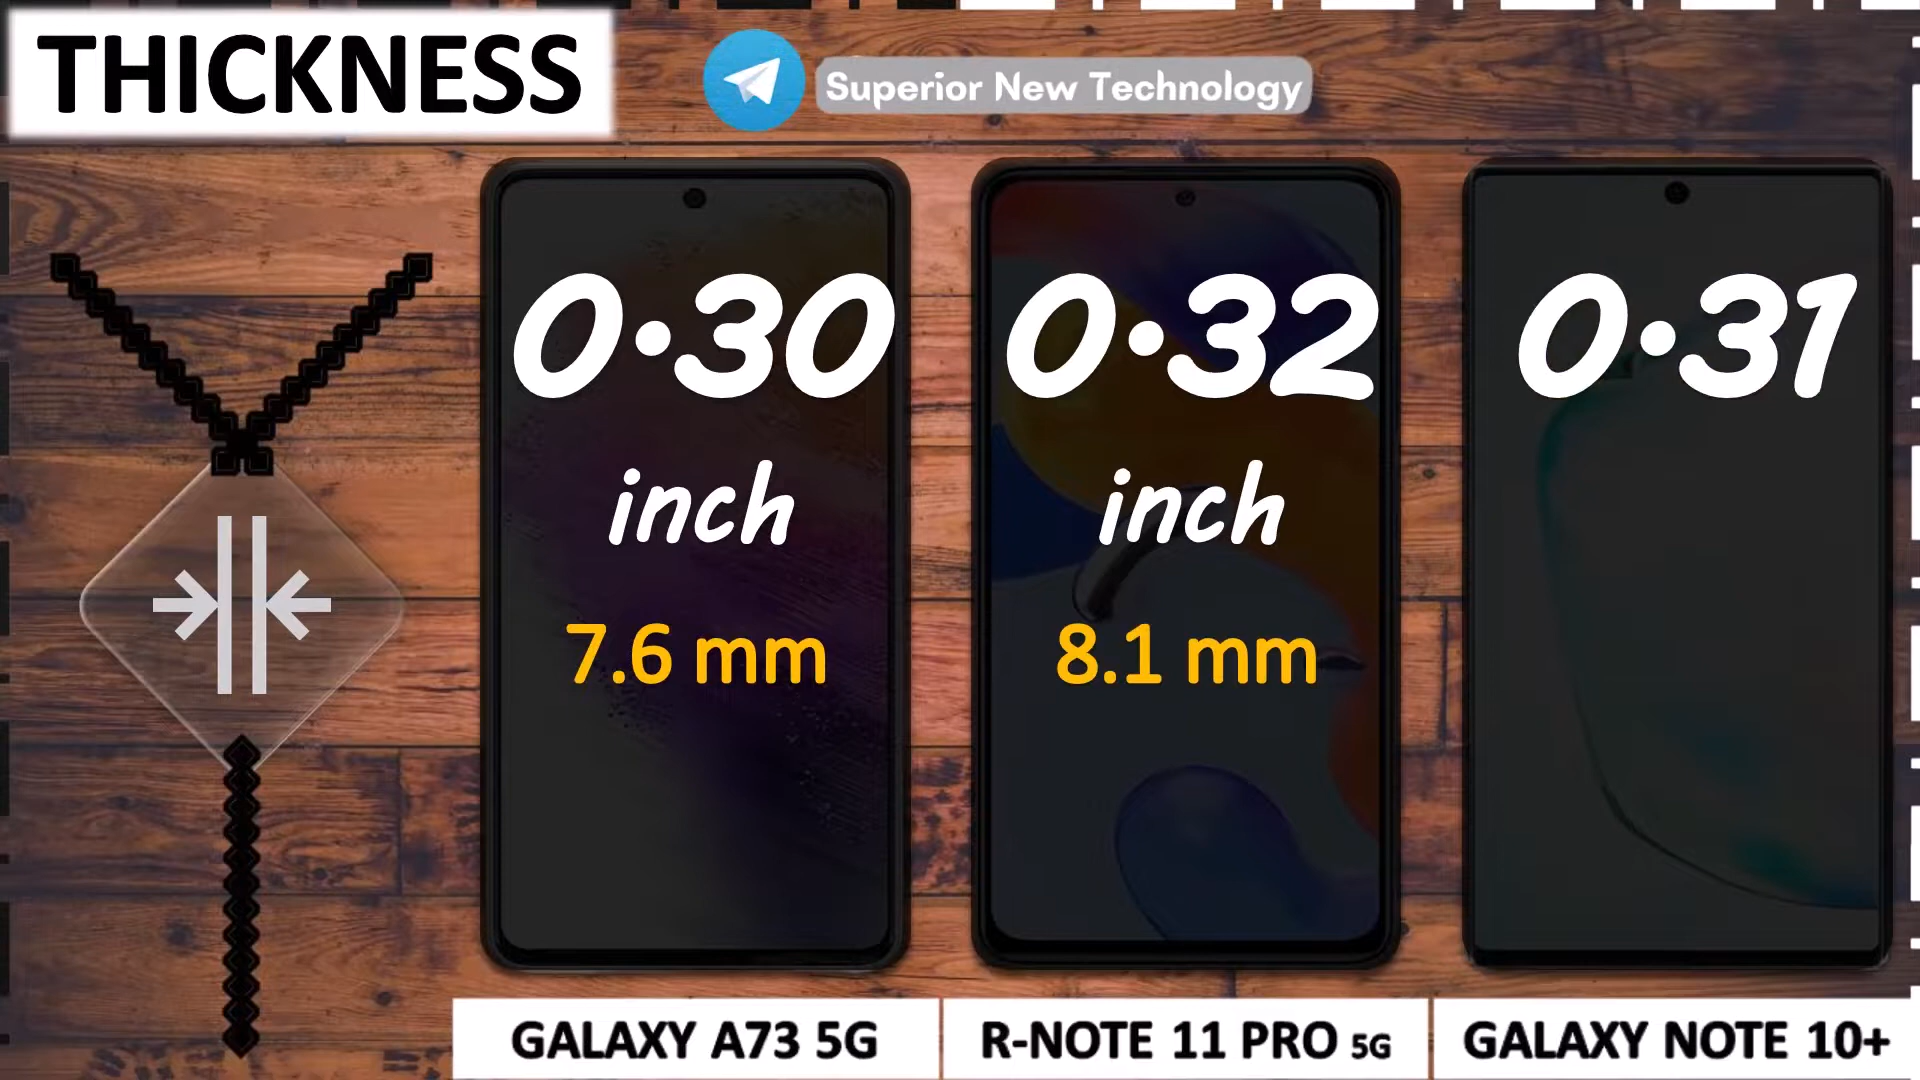 THICKNESS
Superior New Technology
0.30
inch
7.6 mm
0.32
inch
8.1 mm
0.31
GALAXY A73 5G
R-NOTE 11 PRO 5G
GALAXY NOTE 10+